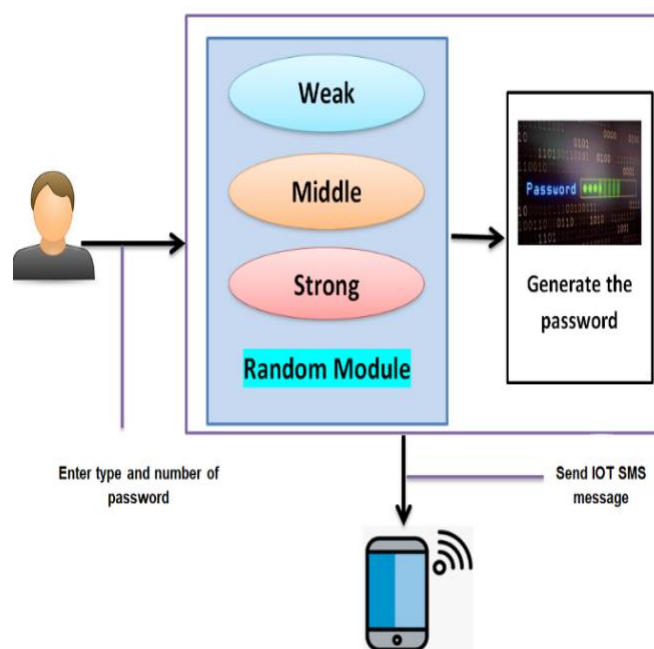 Weak
Middle
Strong
Random Module
Password
Generate the
password
Enter type and number of
password
Send IOT SMS
message